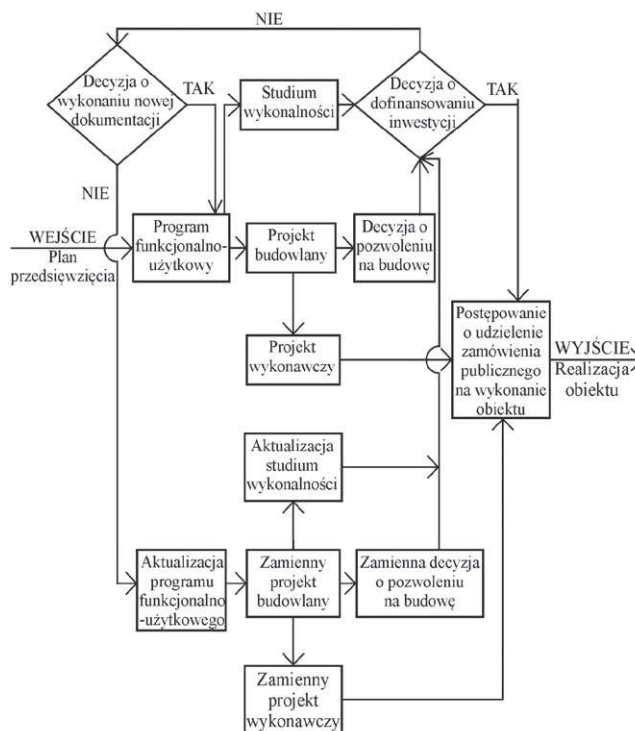 NIE
Decyzja o
wykonaniu nowej
dokumentacji
TAK
Studium
wykonalności
Decyzja o
dofinansowaniu
inwestycji
TAK
NIE
WEJŚCIE
Plan
przedsięwzięcia
Program
funkcjonalno-
użytkowy
Projekt
budowlany
Decyzja o
pozwoleniu
na budowę
Projekt
wykonawczy
Postępowanie
o udzielenie
zamówienia
publicznego
na wykonanie
obiektu
WYJŚCIE
Realizacja
obiektu
Aktualizacja
studium
wykonalności
Aktualizacja
programu
funkcjonalno
-użytkowego
Zamienny
projekt
budowlany
Zamienna decyzja
o pozwoleniu
na budowę
Zamienny
projekt
wykonawczy